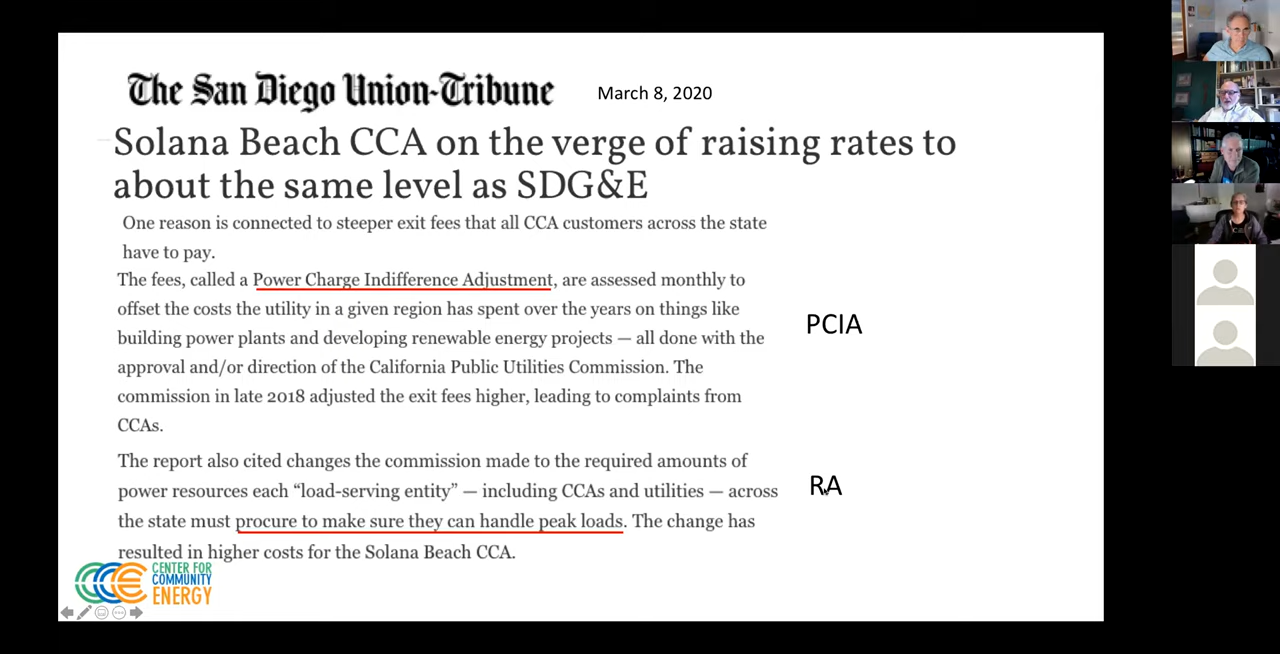 The San Diego Union-Tribune
March 8, 2020
Solana Beach CCA on the verge of raising rates to
about the same level as SDG&E
One reason is connected to steeper exit fees that all CCA customers across the state
have to pay.
The fees, called a Power Charge Indifference Adjustment, are assessed monthly to
offset the costs the utility in a given region has spent over the years on things like
building power plants and developing renewable energy projects — all done with the
approval and/or direction of the California Public Utilities Commission. The
commission in late 2018 adjusted the exit fees higher, leading to complaints from
CCAs.
PCIA
The report also cited changes the commission made to the required amounts of
power resources each “load-serving entity” — including CCAs and utilities — across
the state must procure to make sure they can handle peak loads. The change has
resulted in higher costs for the Solana Beach CCA.
RA
CCE
CENTER FOR
COMMUNITY
ENERGY